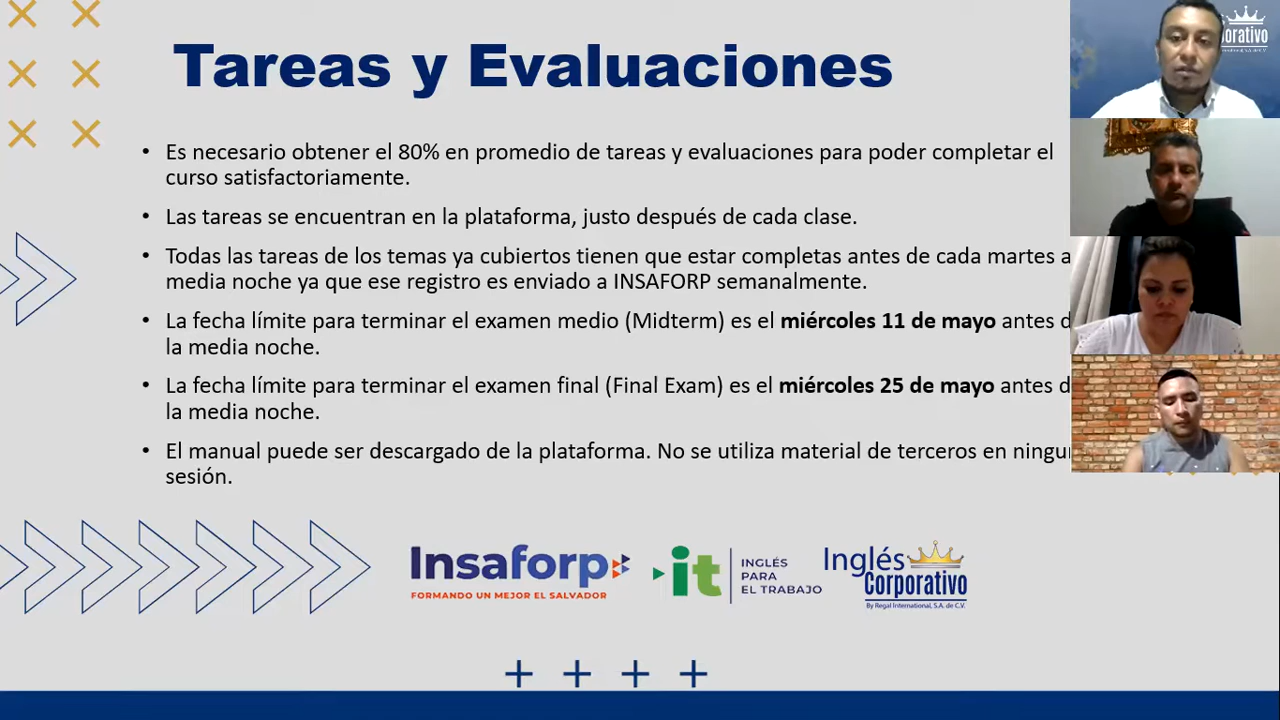 Tareas y Evaluaciones
• Es necesario obtener el 80% en promedio de tareas y evaluaciones para poder completar el
curso satisfactoriamente.
• Las tareas se encuentran en la plataforma, justo después de cada clase.
• Todas las tareas de los temas ya cubiertos tienen que estar completas antes de cada martes a
media noche ya que ese registro es enviado a INSAFORP semanalmente.
• La fecha límite para terminar el examen medio (Midterm) es el miércoles 11 de mayo antes d
la media noche.
• La fecha límite para terminar el examen final (Final Exam) es el miércoles 25 de mayo antes d
la media noche.
• El manual puede ser descargado de la plataforma. No se utiliza material de terceros en ningu
sesión.
Insaforp
FORMANDO UN MEJOR EL SALVADOR
it
INGLÉS
PARA
EL TRABAJO
Inglés
Corporativo
By Regal International, S.A. de C.V.
porativo